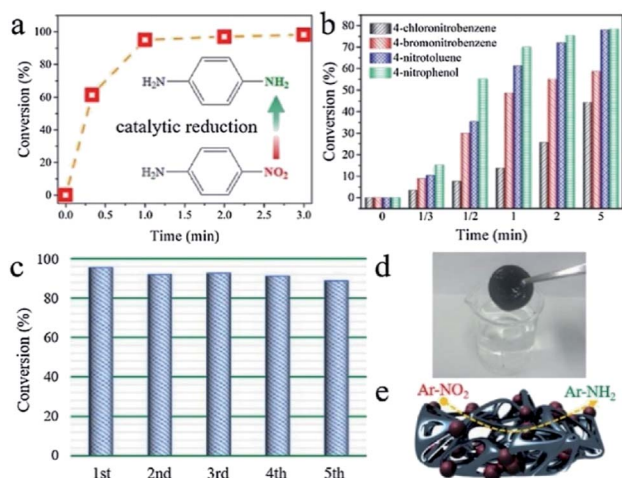 a
Conversion (%)
100
80
60
40
20
0
H₂N
NH₂
catalytic reduction
H₂N
NO₂
0.0 0.5 1.0 1.5 2.0 2.5 3.0
Time (min)
b
Conversion (%)
80
70
60
50
40
30
20
10
0
4-chloronitrobenzene
4-bromonitrobenzene
4-nitrotoluene
4-nitrophenol
0 1/3 1/2 1 2 5
Time (min)
c
Conversion (%)
100
80
60
40
20
0
1st 2nd 3rd 4th 5th
d
e
Ar-NO₂
Ar-NH₂